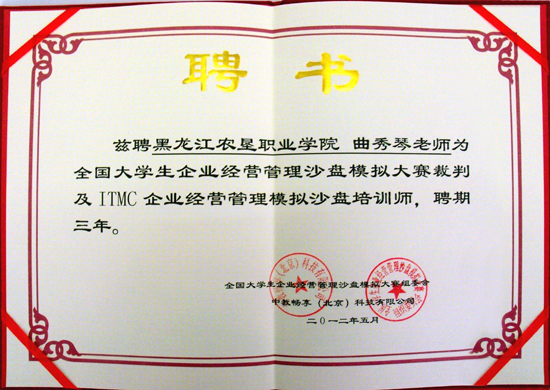 聘书
兹聘黑龙江农垦职业学院 曲秀琴老师为
全国大学生企业经营管理沙盘模拟大赛裁判
及ITMC企业经营管理模拟沙盘培训师，聘期
三年。
全国大学生企业经营管理沙盘模拟大赛组委会
中教畅享（北京）科技有限公司
二〇一二年五月